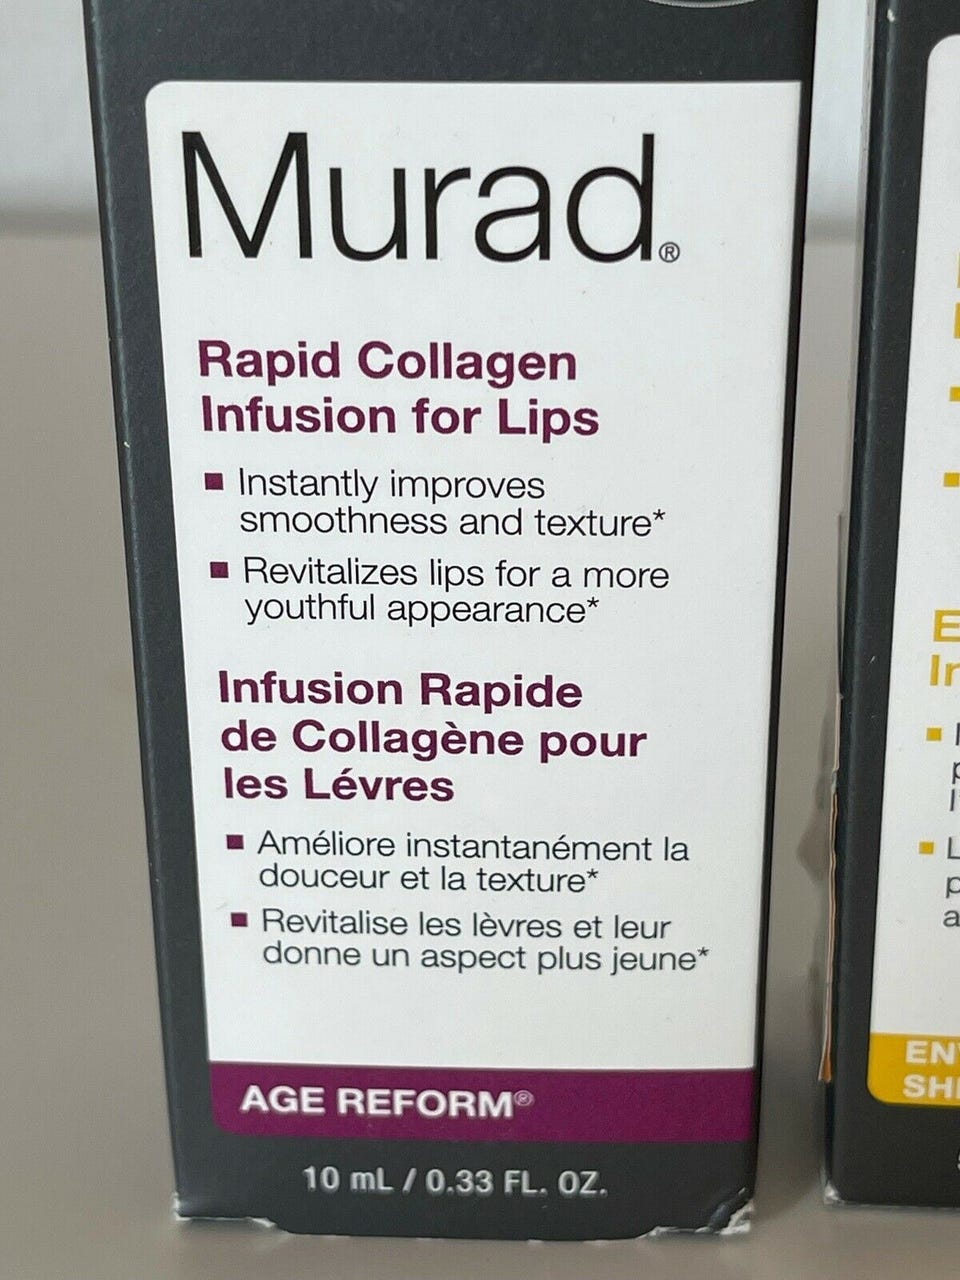 Murad®
Rapid Collagen
Infusion for Lips
Instantly improves
smoothness and texture*
Revitalizes lips for a more
youthful appearance*
Infusion Rapide
de Collagène pour
les Lévres
Améliore instantanément la
douceur et la texture*
Revitalise les lèvres et leur
donne un aspect plus jeune*
AGE REFORM®
10 mL / 0.33 FL. OZ.